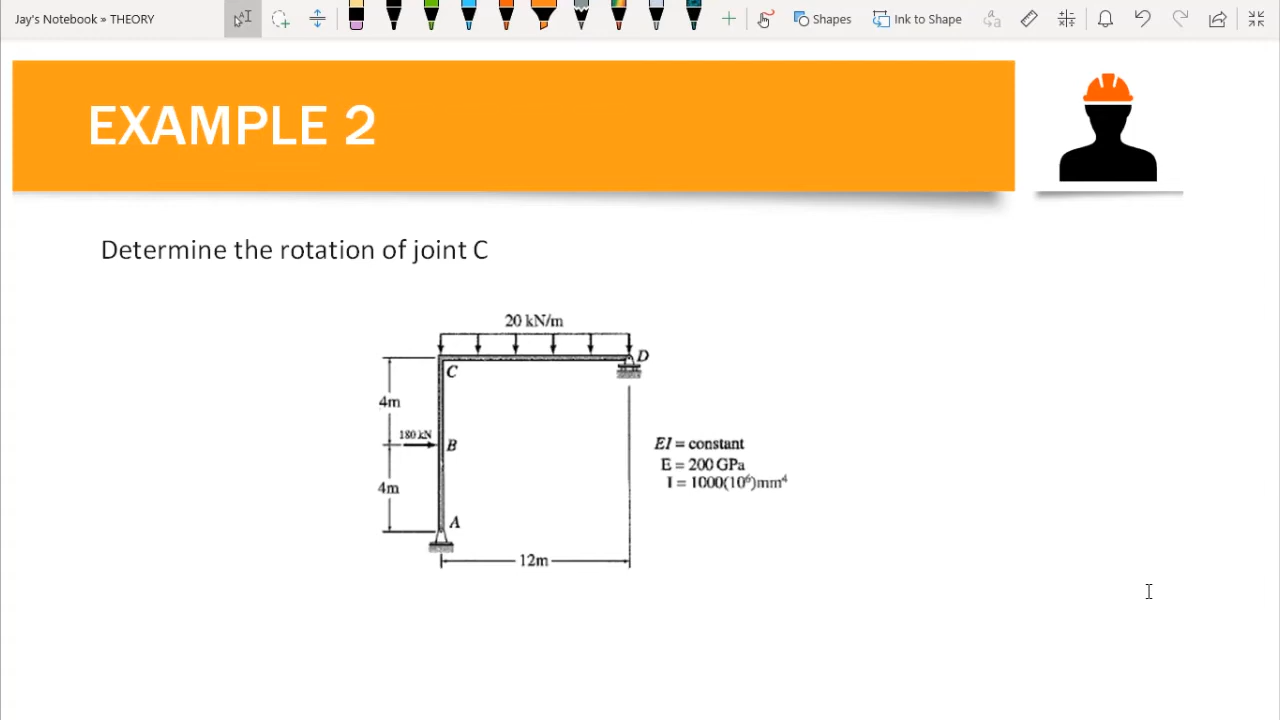 Jay's Notebook » THEORY
Shapes
Ink to Shape
EXAMPLE 2
Determine the rotation of joint C
20 kN/m
D
C
4m
180 kN
B
EI = constant
E = 200 GPa
I = 1000(10⁶)mm⁴
4m
A
12m